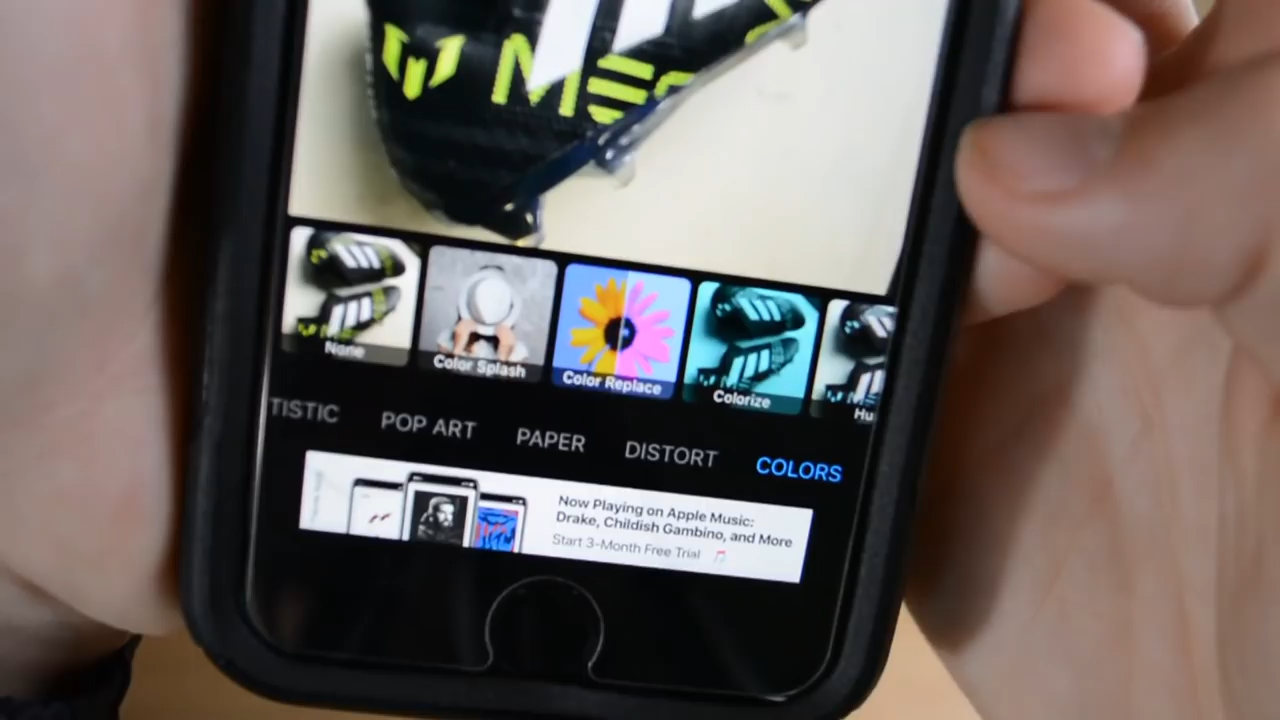 MES
None
Color Splash
Color Replace
Colorize
Hu
TISTIC
POP ART
PAPER
DISTORT
COLORS
Now Playing on Apple Music:
Drake, Childish Gambino, and More
Start 3-Month Free Trial